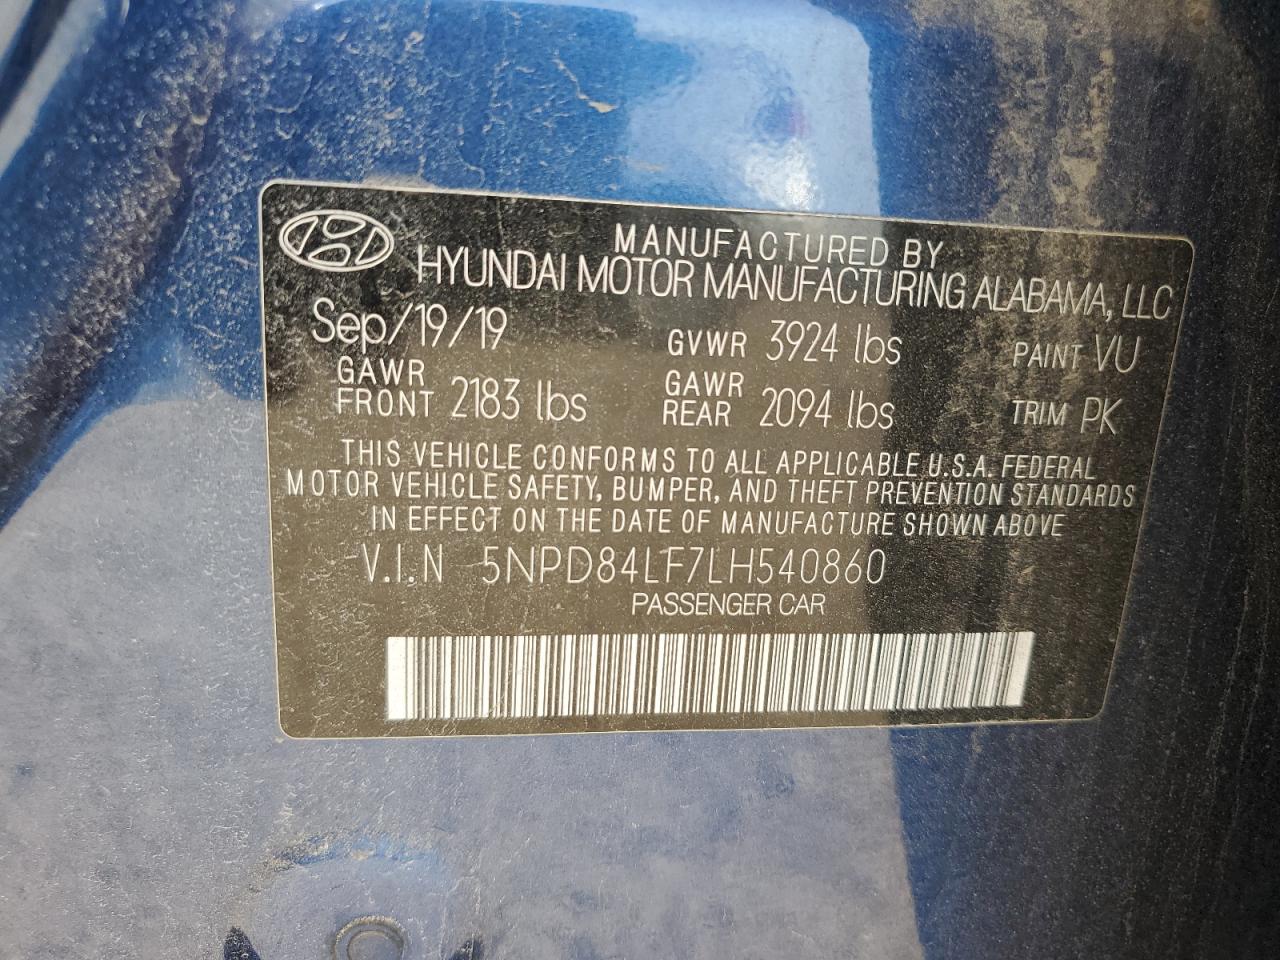 MANUFACTURED BY
HYUNDAI MOTOR MANUFACTURING ALABAMA, LLC
Sep/19/19 GVWR 3924 lbs PAINT VU
GAWR FRONT 2183 lbs GAWR REAR 2094 lbs TRIM PK
THIS VEHICLE CONFORMS TO ALL APPLICABLE U.S.A. FEDERAL
MOTOR VEHICLE SAFETY, BUMPER, AND THEFT PREVENTION STANDARDS
IN EFFECT ON THE DATE OF MANUFACTURE SHOWN ABOVE
V.I.N 5NPD84LF7LH540860
PASSENGER CAR